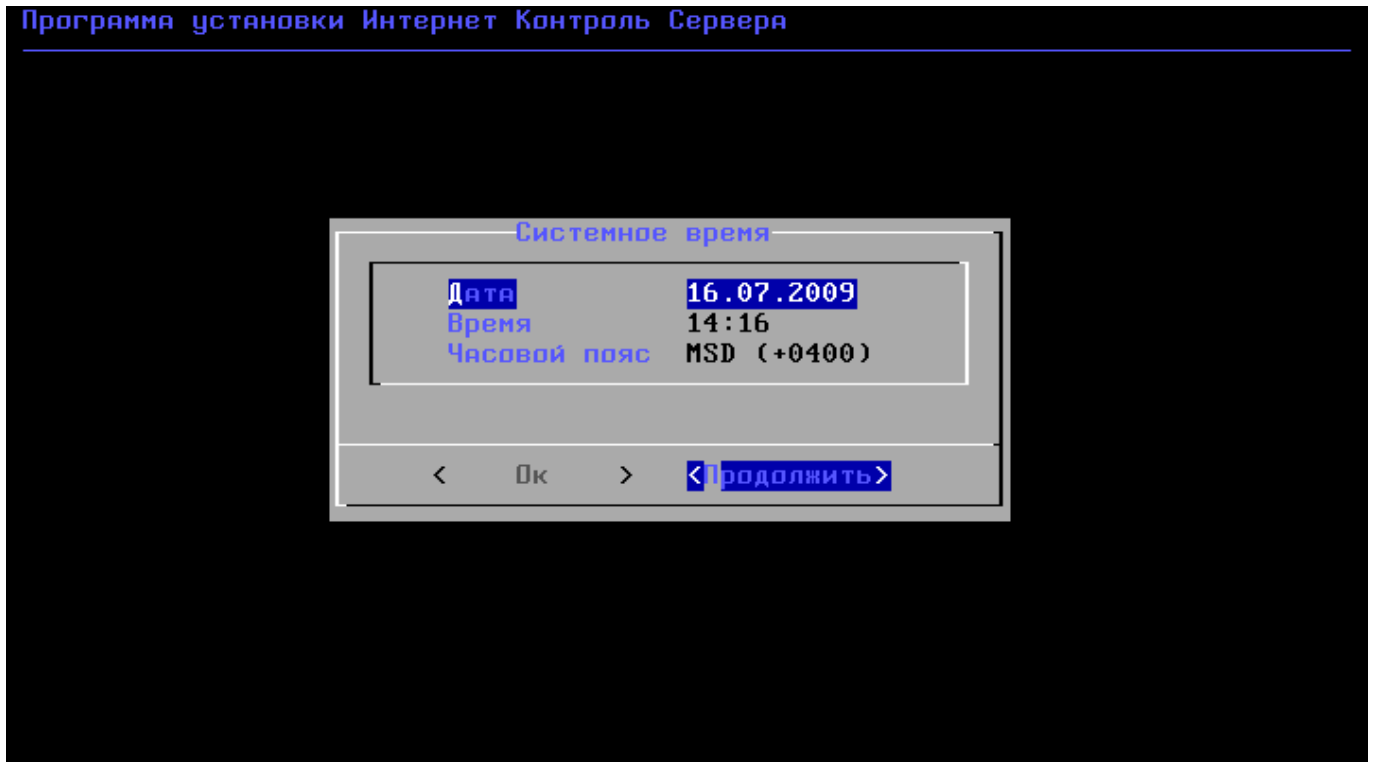 Программа установки Интернет Контроль Сервера
Системное время
Дата 16.07.2009
Время 14:16
Часовой пояс MSD (+0400)
< Ок > <Продолжить>